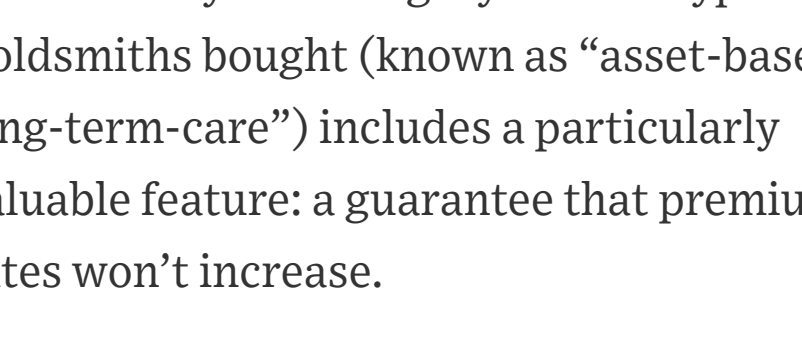 oldsmiths bought (known as “asset-base
ng-term-care”) includes a particularly
aluable feature: a guarantee that premiu
tes won’t increase.